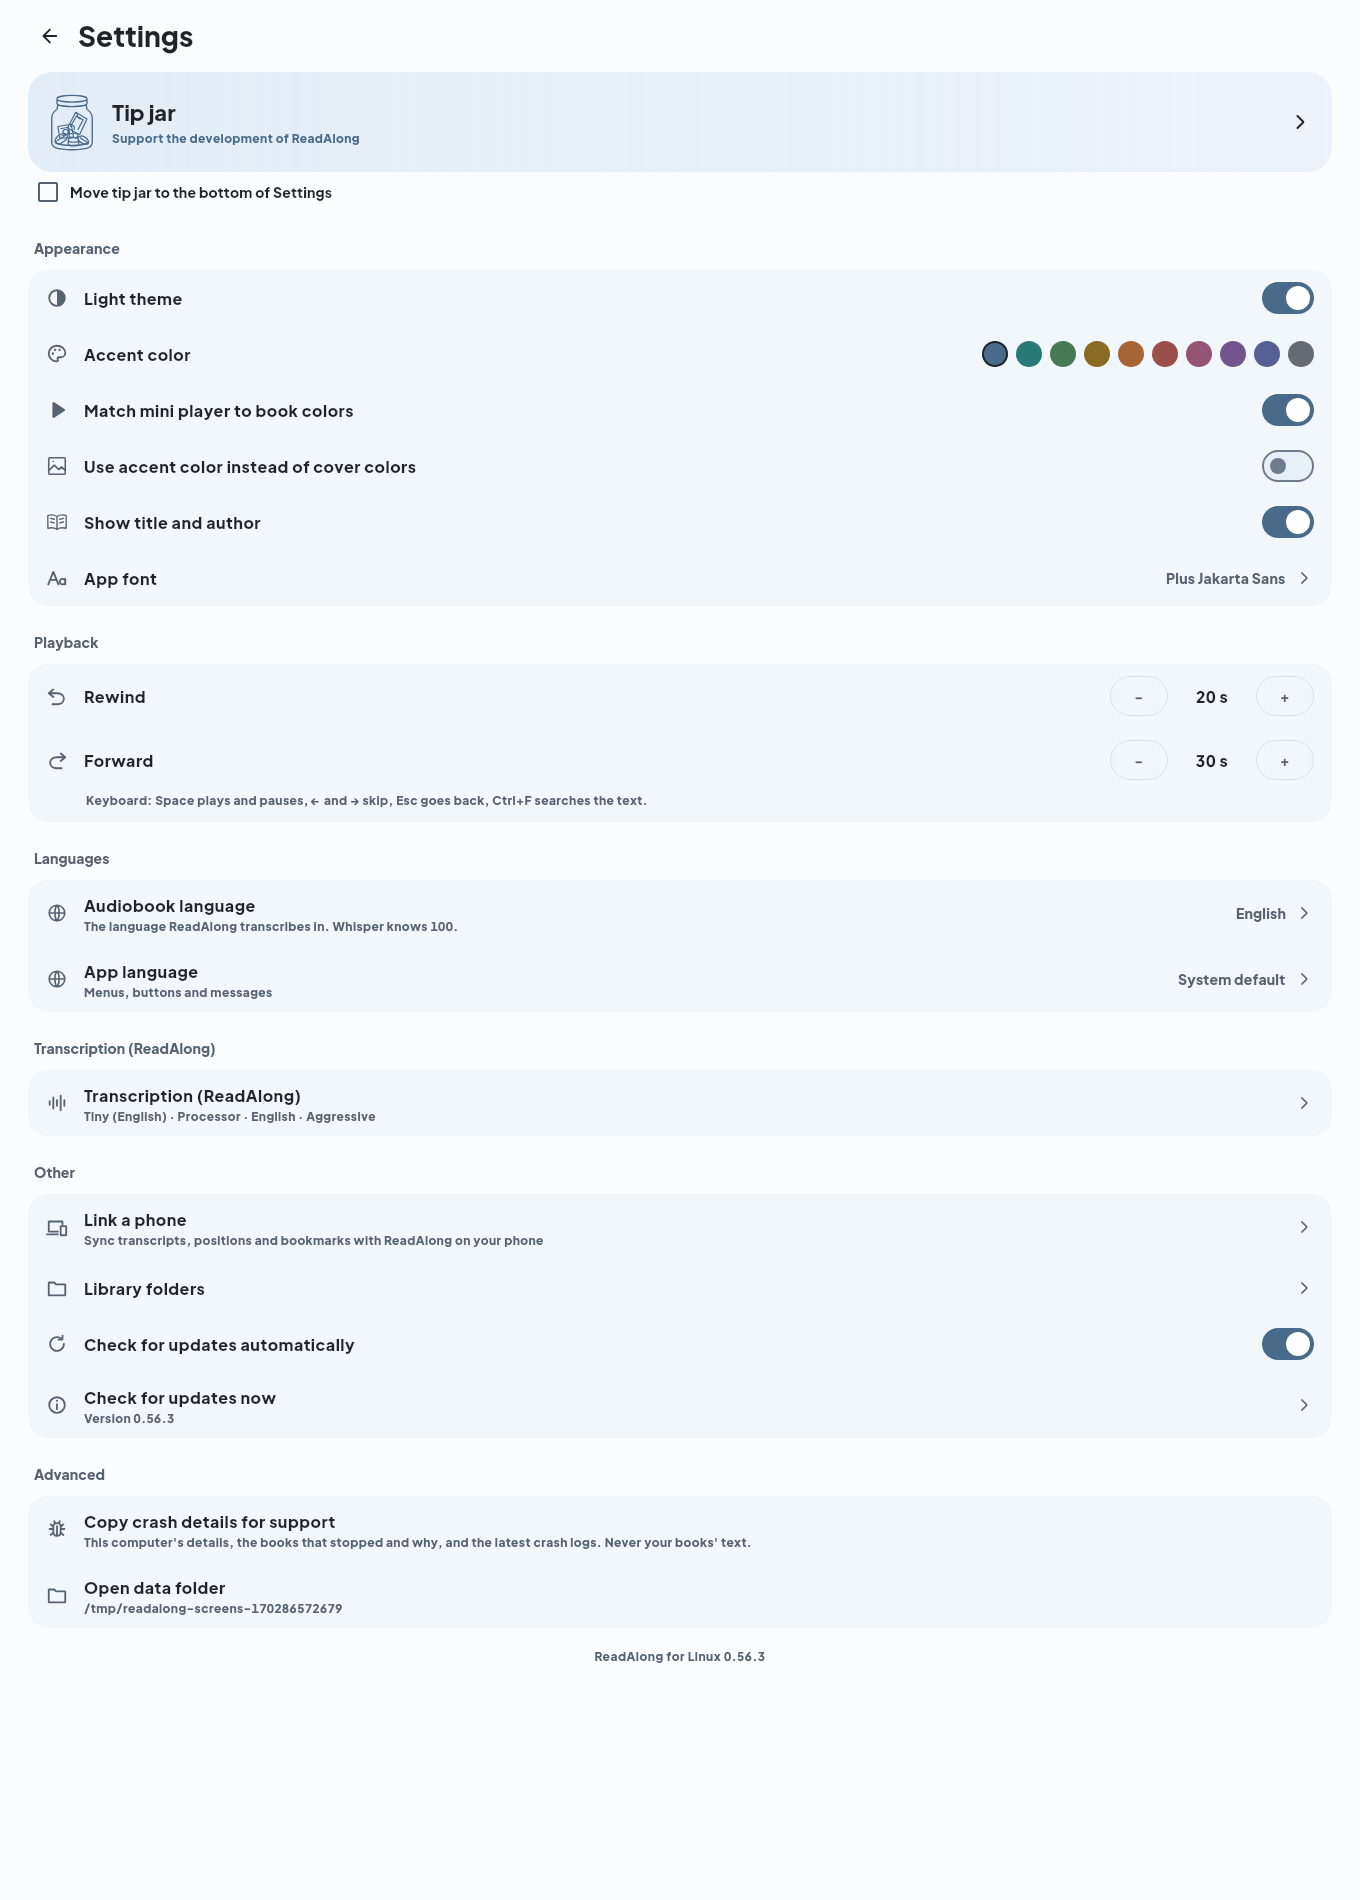 Settings
Tip jar
Support the development of ReadAlong
Move tip jar to the bottom of Settings
Appearance
Light theme
Accent color
Match mini player to book colors
Use accent color instead of cover colors
Show title and author
App font
Plus Jakarta Sans
Playback
Rewind
- 20 s +
Forward
- 30 s +
Keyboard: Space plays and pauses, ← and → skip, Esc goes back, Ctrl+F searches the text.
Languages
Audiobook language
The language ReadAlong transcribes in. Whisper knows 100.
English
App language
Menus, buttons and messages
System default
Transcription (ReadAlong)
Transcription (ReadAlong)
Tiny (English) · Processor · English · Aggressive
Other
Link a phone
Sync transcripts, positions and bookmarks with ReadAlong on your phone
Library folders
Check for updates automatically
Check for updates now
Version 0.56.3
Advanced
Copy crash details for support
This computer's details, the books that stopped and why, and the latest crash logs. Never your books' text.
Open data folder
/tmp/readalong-screens-170286572679
ReadAlong for Linux 0.56.3